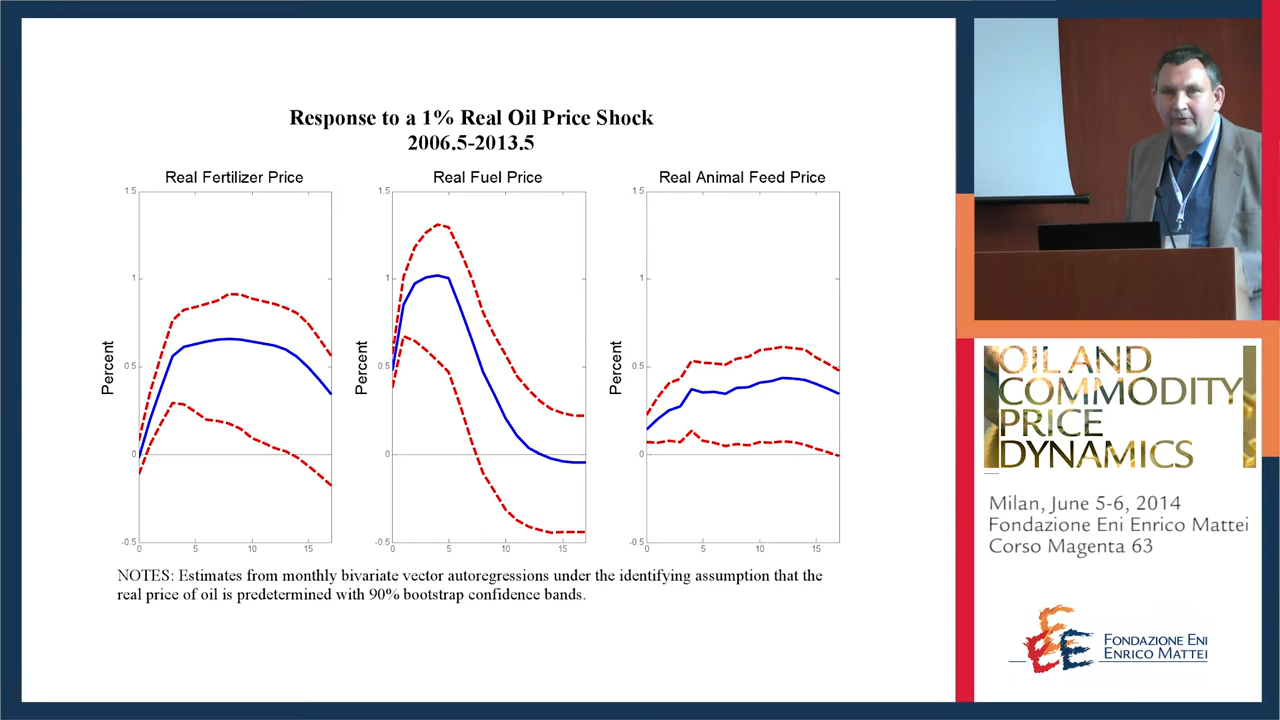 Response to a 1% Real Oil Price Shock
2006.5-2013.5
Real Fertilizer Price
Percent
1.5
1
0.5
0
-0.5
0
5
10
15
Real Fuel Price
Percent
1.5
1
0.5
0
-0.5
0
5
10
15
Real Animal Feed Price
Percent
1.5
1
0.5
0
-0.5
0
5
10
15
NOTES: Estimates from monthly bivariate vector autoregressions under the identifying assumption that the
real price of oil is predetermined with 90% bootstrap confidence bands.
OIL AND
COMMODITY
PRICE
DYNAMICS
Milan, June 5-6, 2014
Fondazione Eni Enrico Mattei
Corso Magenta 63
FONDAZIONE ENI
ENRICO MATTEI